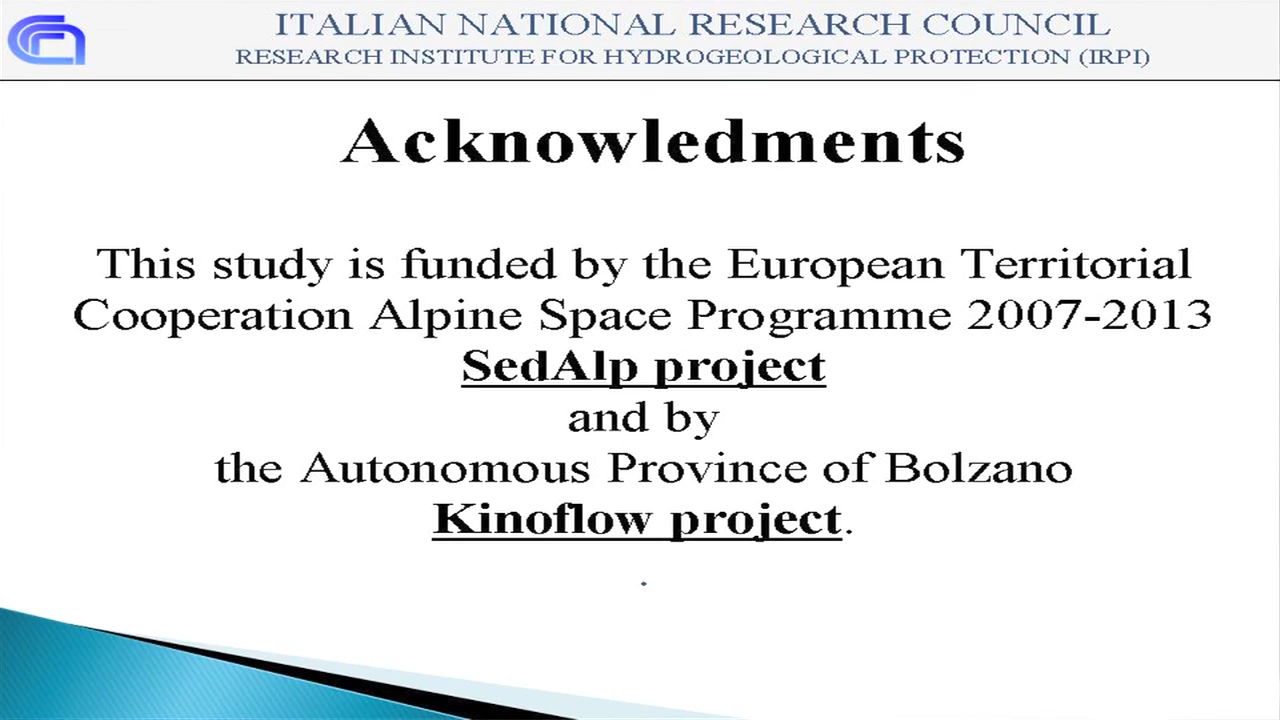 ITALIAN NATIONAL RESEARCH COUNCIL
RESEARCH INSTITUTE FOR HYDROGEOLOGICAL PROTECTION (IRPI)
Acknowledments
This study is funded by the European Territorial
Cooperation Alpine Space Programme 2007-2013
SedAlp project
and by
the Autonomous Province of Bolzano
Kinoflow project.
.